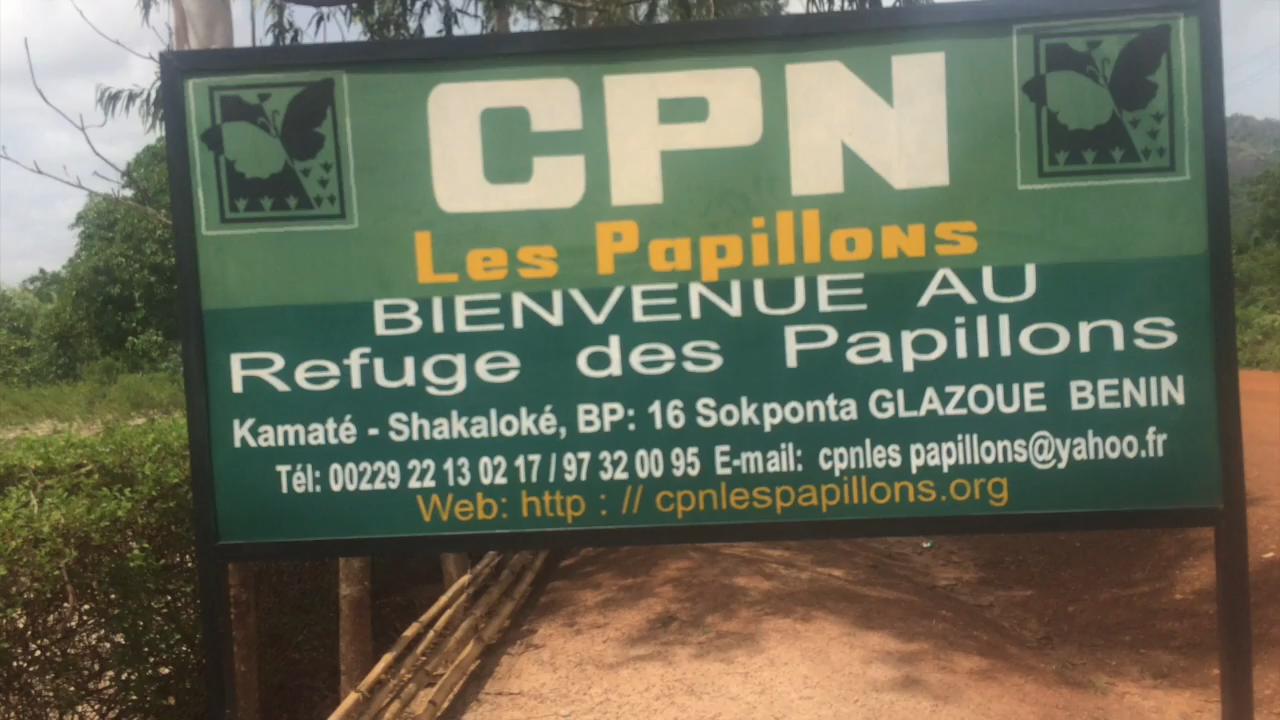 CPN
Les Papillons
BIENVENUE AU
Refuge des Papillons
Kamaté - Shakaloké, BP: 16 Sokponta GLAZOUE BENIN
Tél: 00229 22 13 02 17 / 97 32 00 95 E-mail: cpnles papillons@yahoo.fr
Web: http : // cpnlespapillons.org